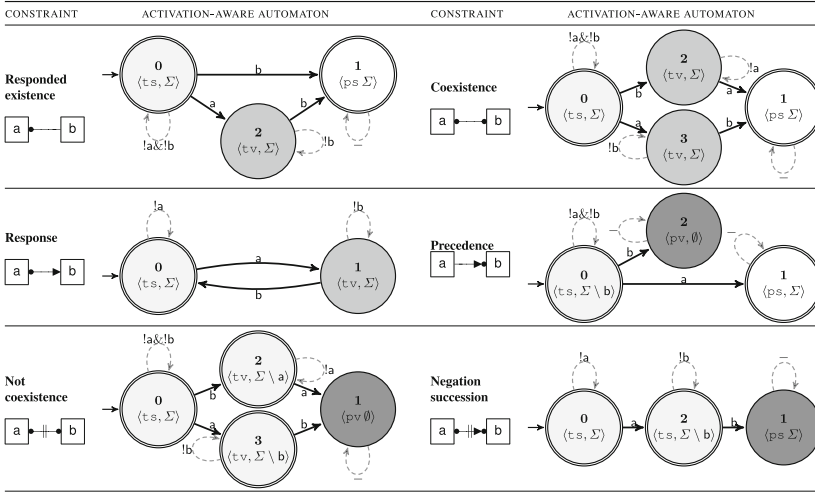 CONSTRAINT ACTIVATION-AWARE AUTOMATON CONSTRAINT ACTIVATION-AWARE AUTOMATON
Responded
existence
a b
0
⟨ts, Σ⟩
1
⟨ps Σ⟩
2
⟨tv, Σ⟩
b
a
b
!a&!b
!b
–
Coexistence
a b
!a&!b
0
⟨ts, Σ⟩
2
⟨tv, Σ⟩
!a
1
⟨ps Σ⟩
3
⟨tv, Σ⟩
b
a
a
b
!b
–
Response
a b
!a
!b
0
⟨ts, Σ⟩
a
b
1
⟨tv, Σ⟩
Precedence
a b
!a&!b
–
–
0
⟨ts, Σ \ b⟩
2
⟨pv, ∅⟩
b
a
1
⟨ps, Σ⟩
Not
coexistence
a b
!a&!b
0
⟨ts, Σ⟩
2
⟨tv, Σ \ a⟩
!a
1
⟨pv ∅⟩
3
⟨tv, Σ \ b⟩
b
a
a
b
!b
–
Negation
succession
a b
!a
!b
–
0
⟨ts, Σ⟩
a
2
⟨ts, Σ \ b⟩
b
1
⟨ps Σ⟩